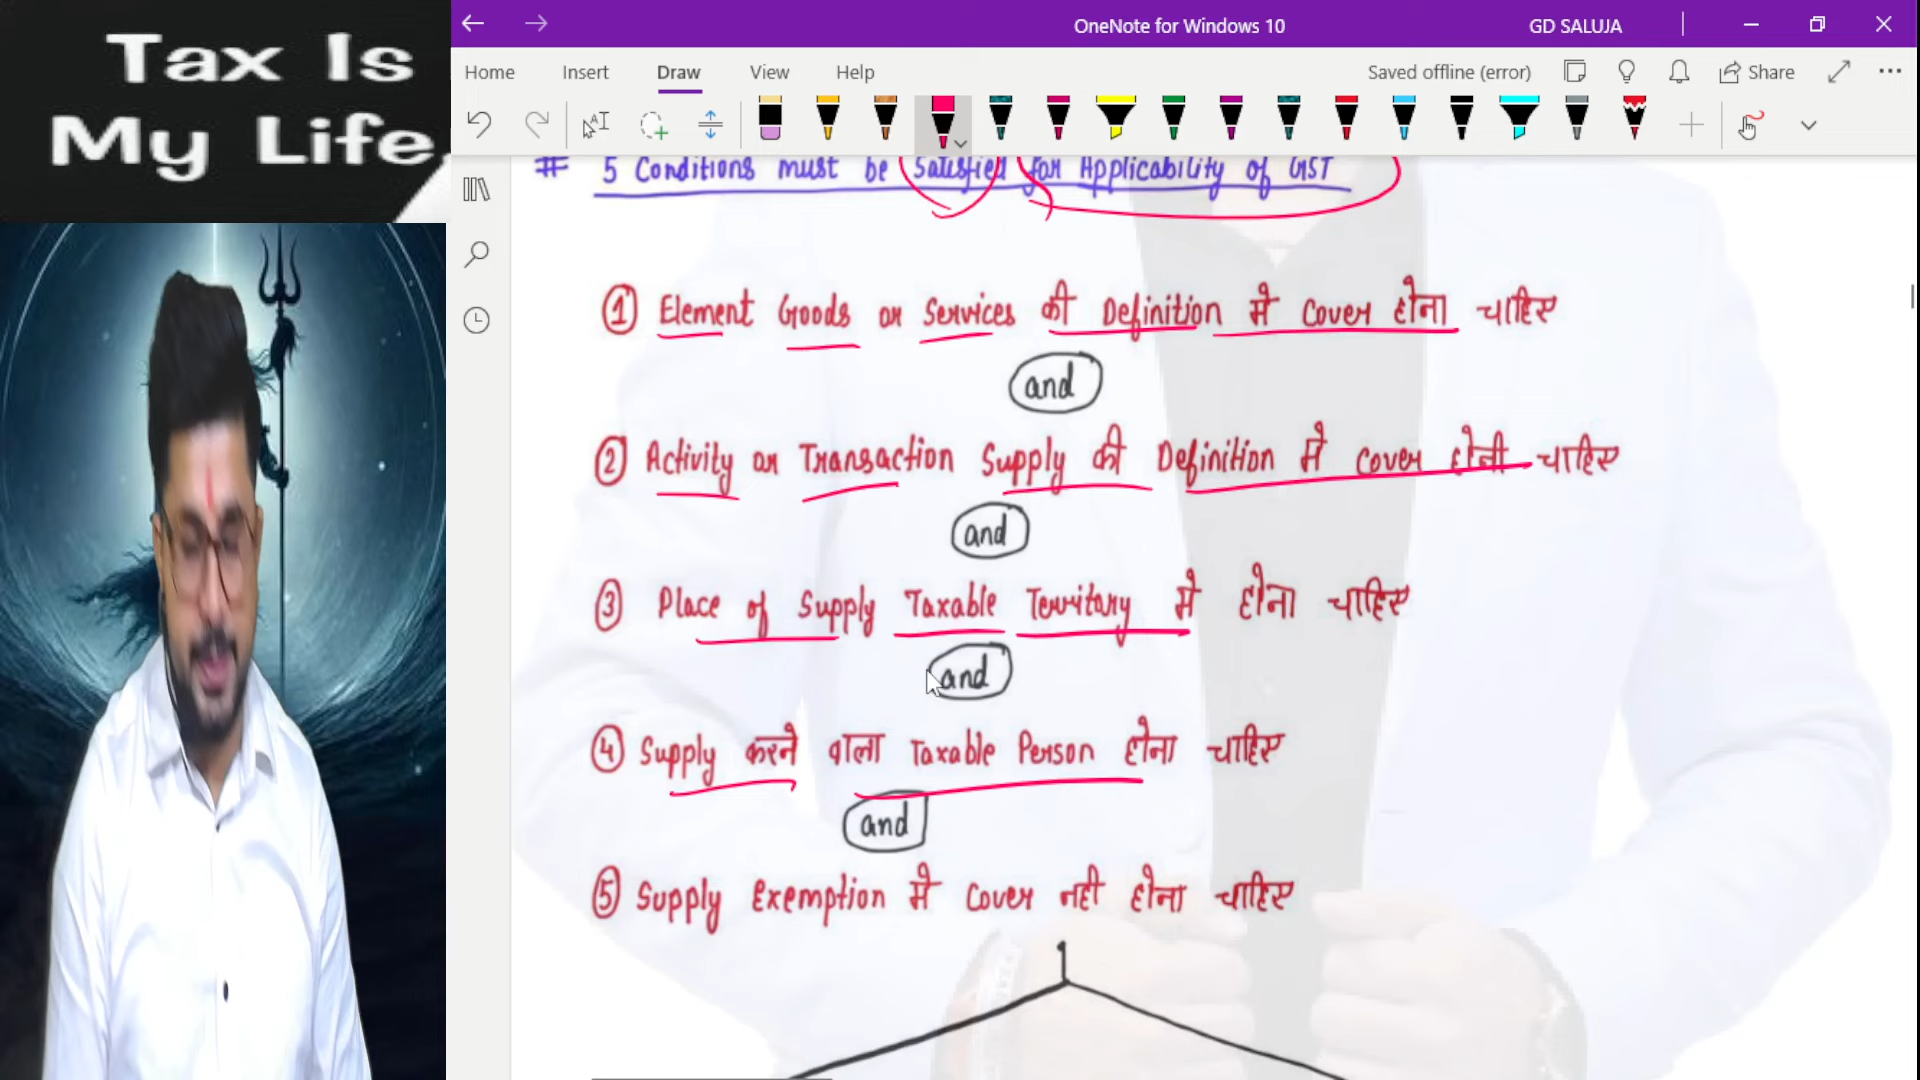 Tax Is
My Life.
OneNote for Windows 10
GD SALUJA
Home Insert Draw View Help
Saved offline (error)
Share
# 5 Conditions must be Satisfied for Applicability of GST
① Element Goods or Services की Definition में Cover होना चाहिए
and
② Activity or Transaction Supply की Definition में Cover होनी चाहिए
and
③ Place of Supply Taxable Territory में होना चाहिए
and
④ Supply करने वाला Taxable Person होना चाहिए
and
⑤ Supply Exemption में Cover नही होना चाहिए